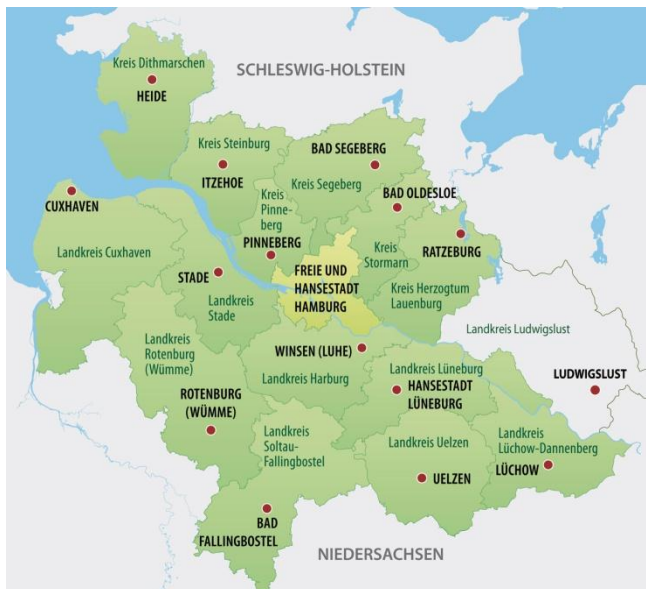 Kreis Dithmarschen
HEIDE
SCHLESWIG-HOLSTEIN
Kreis Steinburg
ITZEHOE
BAD SEGEBERG
Kreis Segeberg
BAD OLDESLOE
CUXHAVEN
Kreis
Pinne-
berg
PINNEBERG
RATZEBURG
Landkreis Cuxhaven
Kreis
Stormarn
STADE
FREIE UND
HANSESTADT
HAMBURG
Kreis Herzogtum
Lauenburg
Landkreis
Stade
Landkreis Ludwigslust
Landkreis
Rotenburg
(Wümme)
WINSEN (LUHE)
Landkreis Harburg
Landkreis Lüneburg
HANSESTADT
LÜNEBURG
LUDWIGSLUST
ROTENBURG
(WÜMME)
Landkreis
Soltau-
Fallingbostel
Landkreis Uelzen
Landkreis
Lüchow-Dannenberg
LÜCHOW
UELZEN
BAD
FALLINGBOSTEL
NIEDERSACHSEN